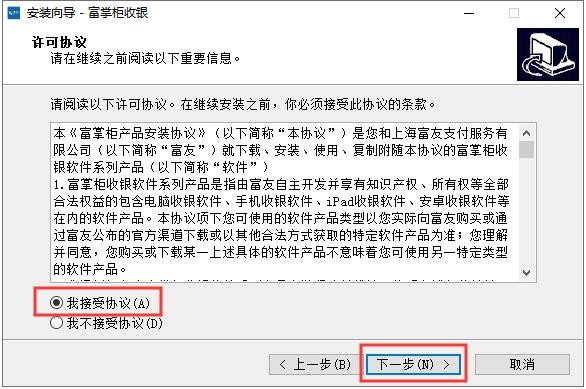 安装向导 - 富掌柜收银
许可协议
请在继续之前阅读以下重要信息。
请阅读以下许可协议。在继续安装之前，你必须接受此协议的条款。
本《富掌柜产品安装协议》（以下简称“本协议”）是您和上海富友支付服务有
限公司（以下简称“富友”）就下载、安装、使用、复制附随本协议的富掌柜收
银软件系列产品（以下简称“软件”）
1.富掌柜收银软件系列产品是指由富友自主开发并享有知识产权、所有权等全部
合法权益的包含电脑收银软件、手机收银软件、iPad收银软件、安卓收银软件等
在内的软件产品。本协议项下您可使用的软件产品类型以您实际向富友购买或通
过富友公布的官方渠道下载或以其他合法方式获取的特定软件产品为准；您理解
并同意，您购买或下载某一上述具体的软件产品不意味着您可使用另一特定类型
的软件产品。
我接受协议(A)
我不接受协议(D)
< 上一步(B)
下一步(N) >
取消